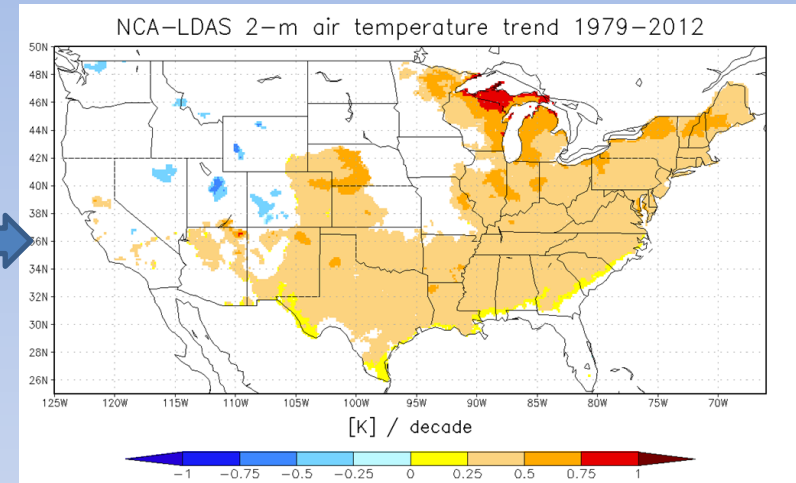 NCA-LDAS 2-m air temperature trend 1979-2012
50N
48N
46N
44N
42N
40N
38N
36N
34N
32N
30N
28N
26N
125W 120W 115W 110W 105W 100W 95W 90W 85W 80W 75W 70W
[K] / decade
-1 -0.75 -0.5 -0.25 0 0.25 0.5 0.75 1